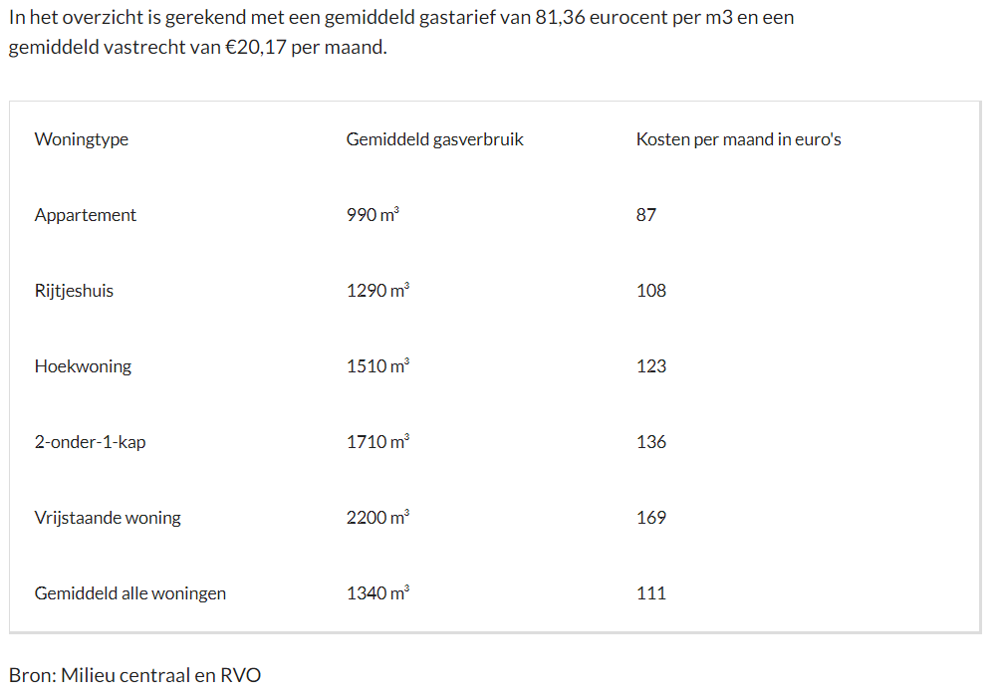 In het overzicht is gerekend met een gemiddeld gastarief van 81,36 eurocent per m3 en een
gemiddeld vastrecht van €20,17 per maand.
Woningtype Gemiddeld gasverbruik Kosten per maand in euro's
Appartement 990 m³ 87
Rijtjeshuis 1290 m³ 108
Hoekwoning 1510 m³ 123
2-onder-1-kap 1710 m³ 136
Vrijstaande woning 2200 m³ 169
Gemiddeld alle woningen 1340 m³ 111
Bron: Milieu centraal en RVO